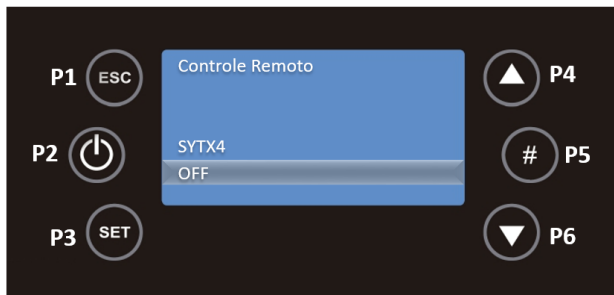 Controle Remoto
P1 ESC
P4
SYTX4
P2
# P5
OFF
P3 SET
P6